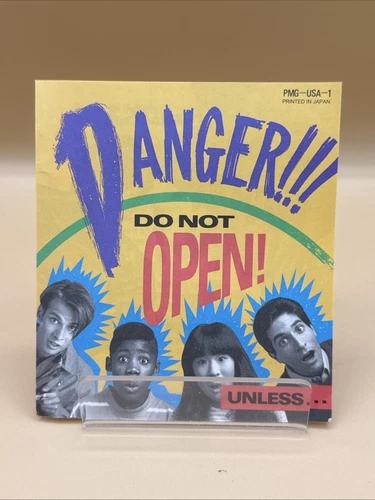 PMG-USA-1
PRINTED IN JAPAN
DANGER!!!
DO NOT
OPEN!
UNLESS...